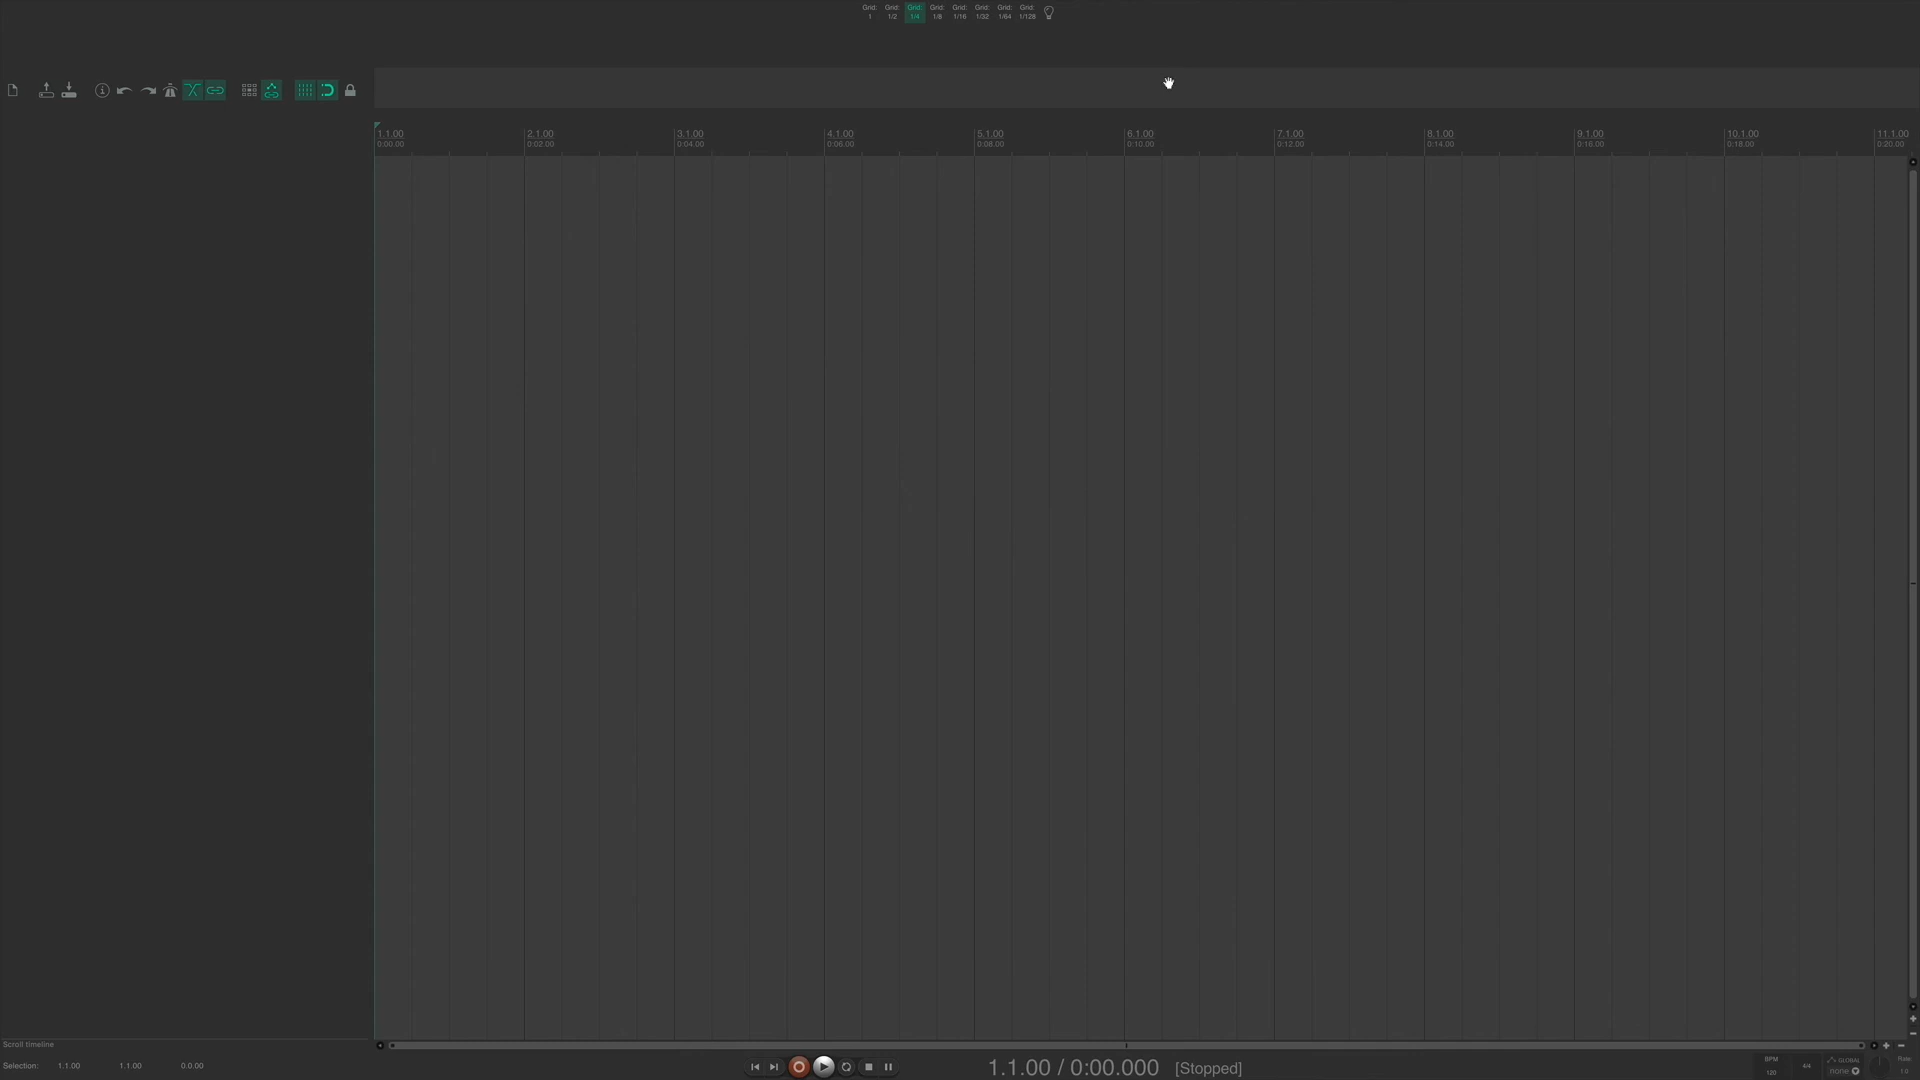 Grid: Grid: Grid: Grid: Grid: Grid: Grid: Grid:
1 1/2 1/4 1/8 1/16 1/32 1/64 1/128
1.1.00 2.1.00 3.1.00 4.1.00 5.1.00 6.1.00 7.1.00 8.1.00 9.1.00 10.1.00 11.1.00
0:00.00 0:02.00 0:04.00 0:06.00 0:08.00 0:10.00 0:12.00 0:14.00 0:16.00 0:18.00 0:20.00
Scroll timeline
Selection: 1.1.00 1.1.00 0.0.00
1.1.00 / 0:00.000 [Stopped]
BPM
120
4/4
GLOBAL
none
Rate:
1.0